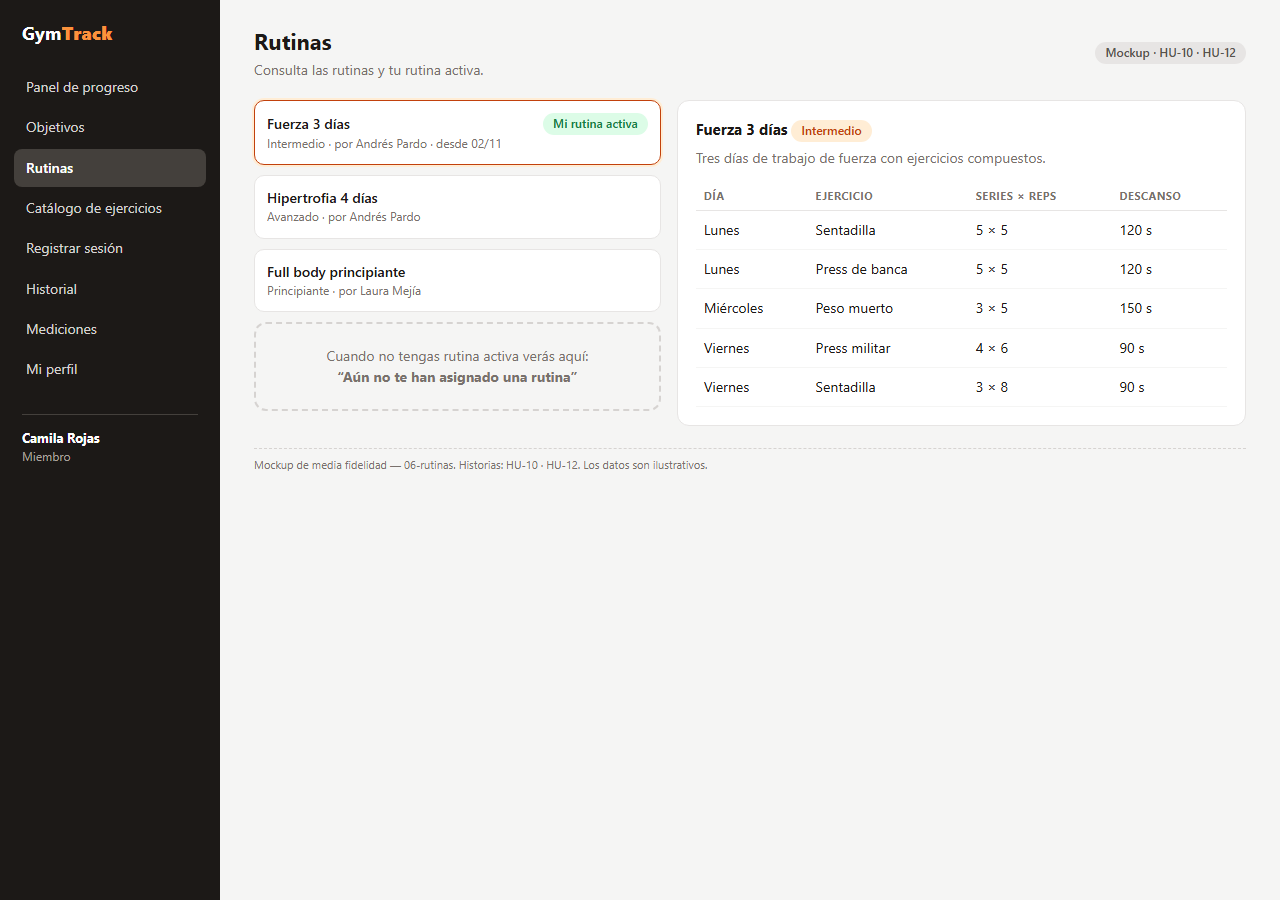 GymTrack
Panel de progreso
Objetivos
Rutinas
Catálogo de ejercicios
Registrar sesión
Historial
Mediciones
Mi perfil
Camila Rojas
Miembro
Rutinas
Consulta las rutinas y tu rutina activa.
Mockup · HU-10 · HU-12
Fuerza 3 días
Mi rutina activa
Intermedio · por Andrés Pardo · desde 02/11
Hipertrofia 4 días
Avanzado · por Andrés Pardo
Full body principiante
Principiante · por Laura Mejía
Cuando no tengas rutina activa verás aquí:
“Aún no te han asignado una rutina”
Fuerza 3 días Intermedio
Tres días de trabajo de fuerza con ejercicios compuestos.
DÍA EJERCICIO SERIES × REPS DESCANSO
Lunes Sentadilla 5 × 5 120 s
Lunes Press de banca 5 × 5 120 s
Miércoles Peso muerto 3 × 5 150 s
Viernes Press militar 4 × 6 90 s
Viernes Sentadilla 3 × 8 90 s
Mockup de media fidelidad — 06-rutinas. Historias: HU-10 · HU-12. Los datos son ilustrativos.